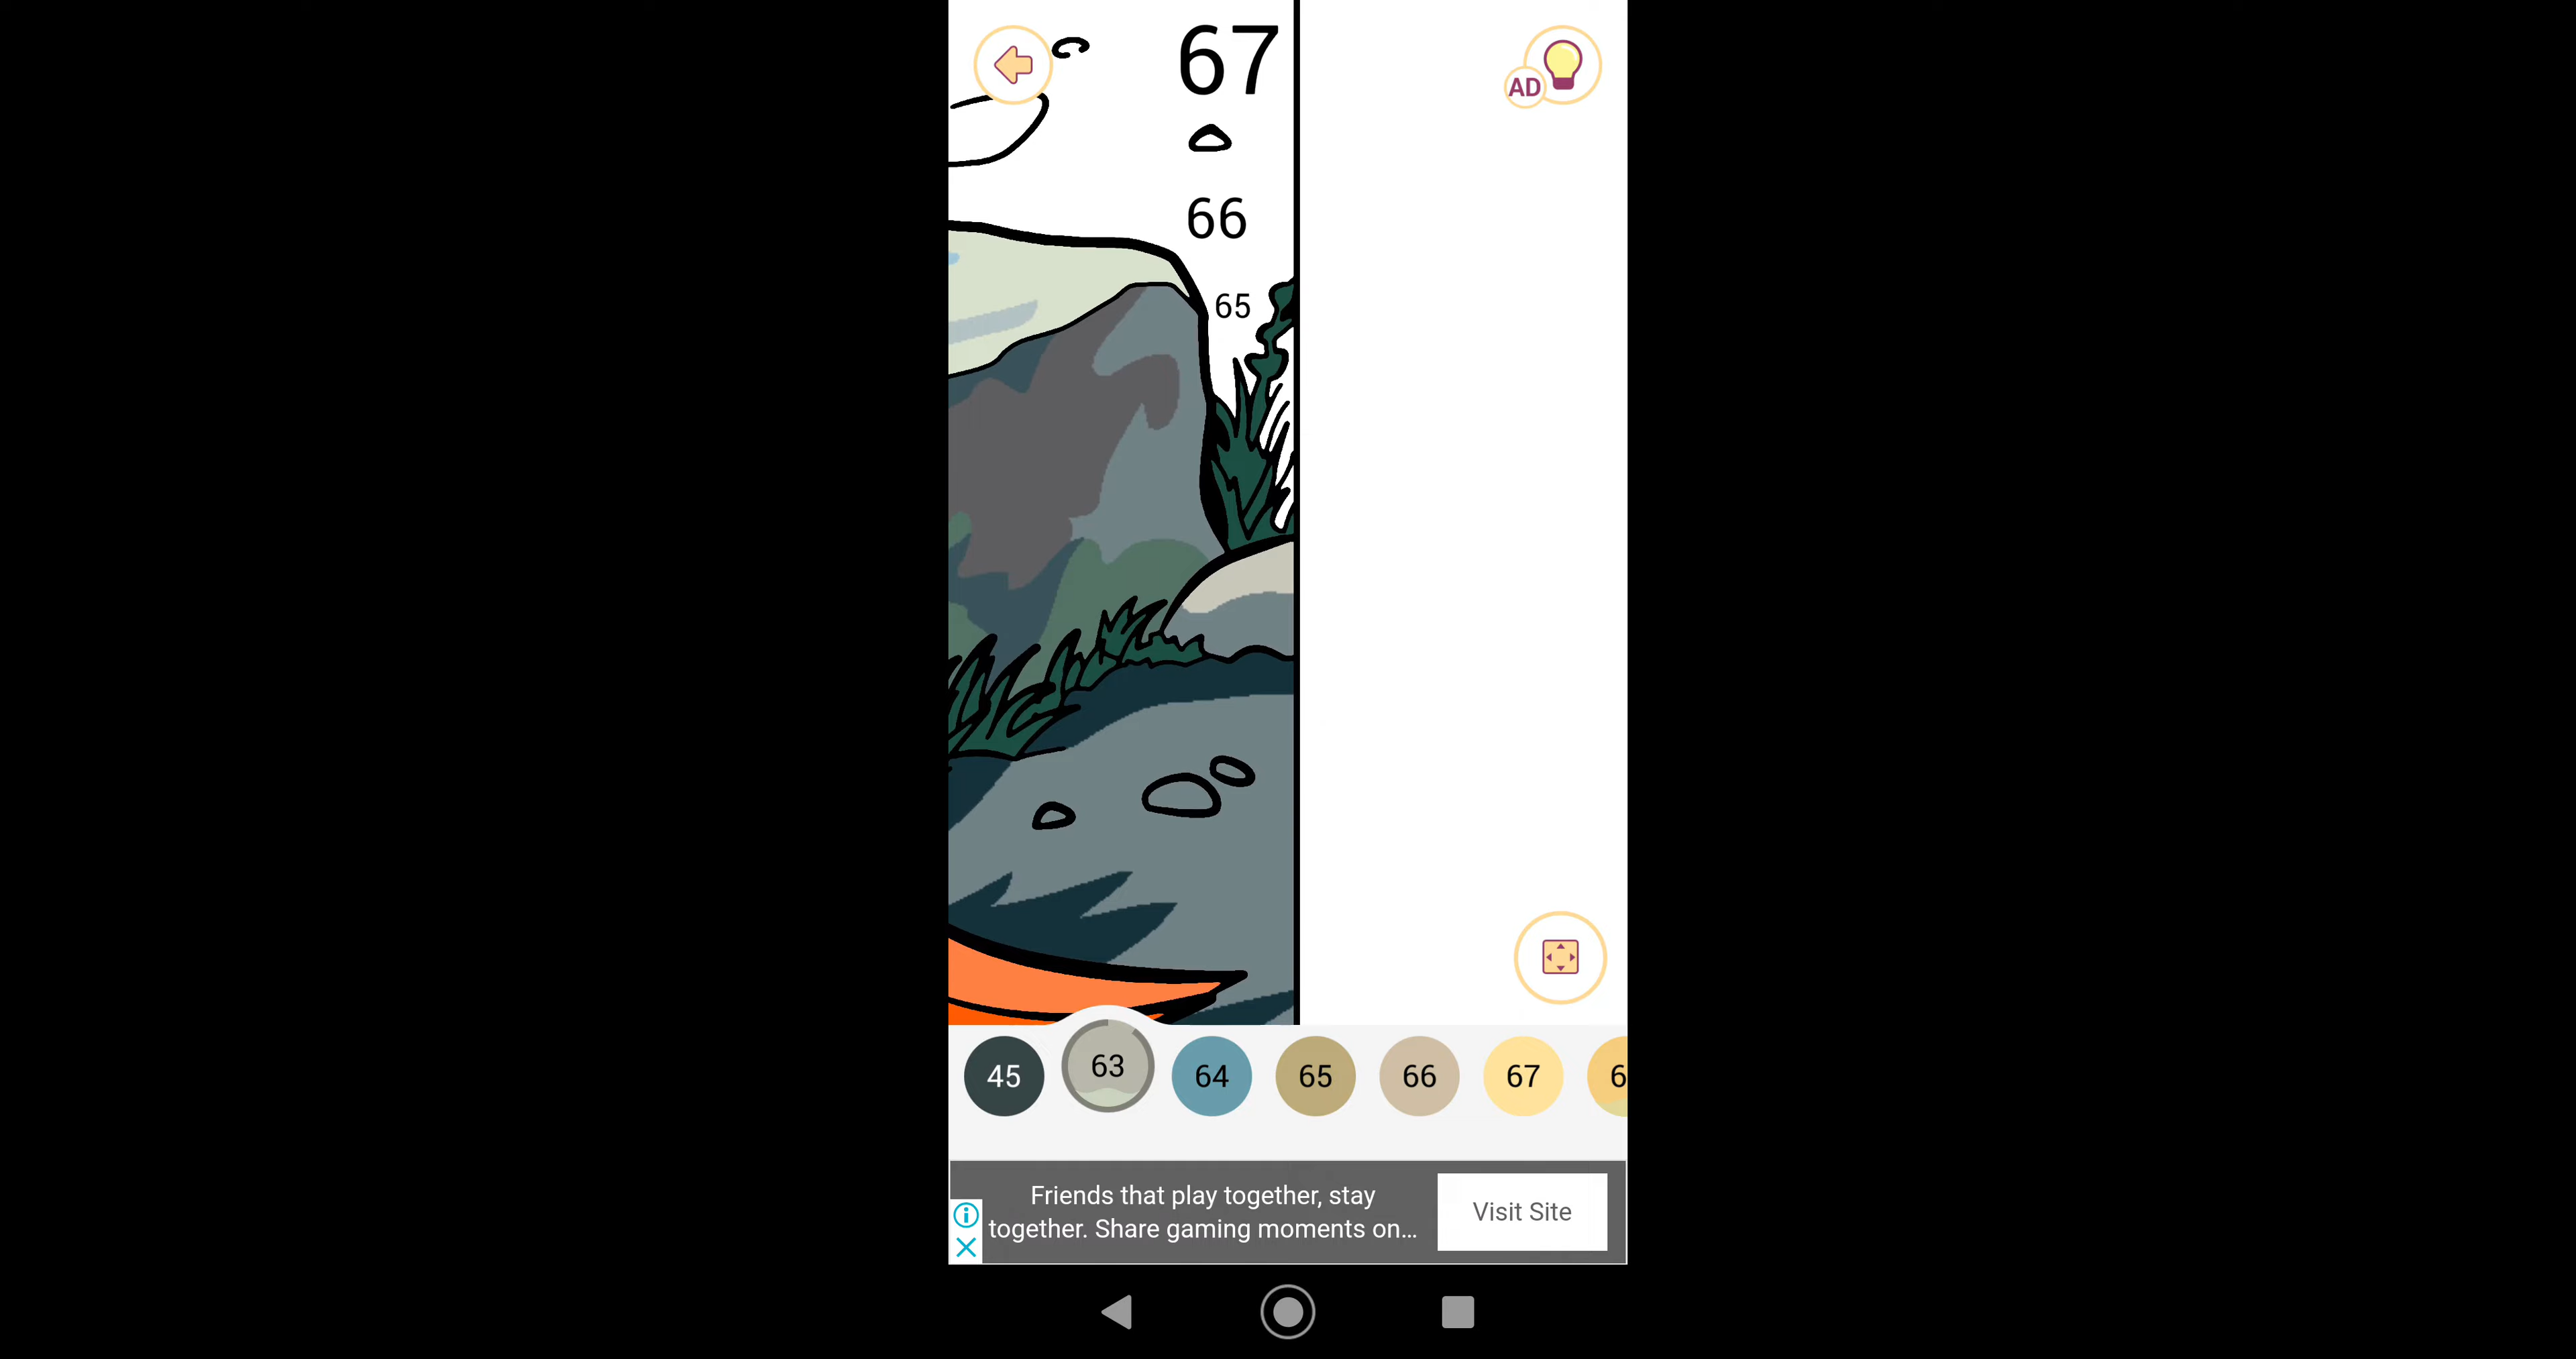 67
AD
66
65
45 63 64 65 66 67 6
Friends that play together, stay
together. Share gaming moments on...
Visit Site